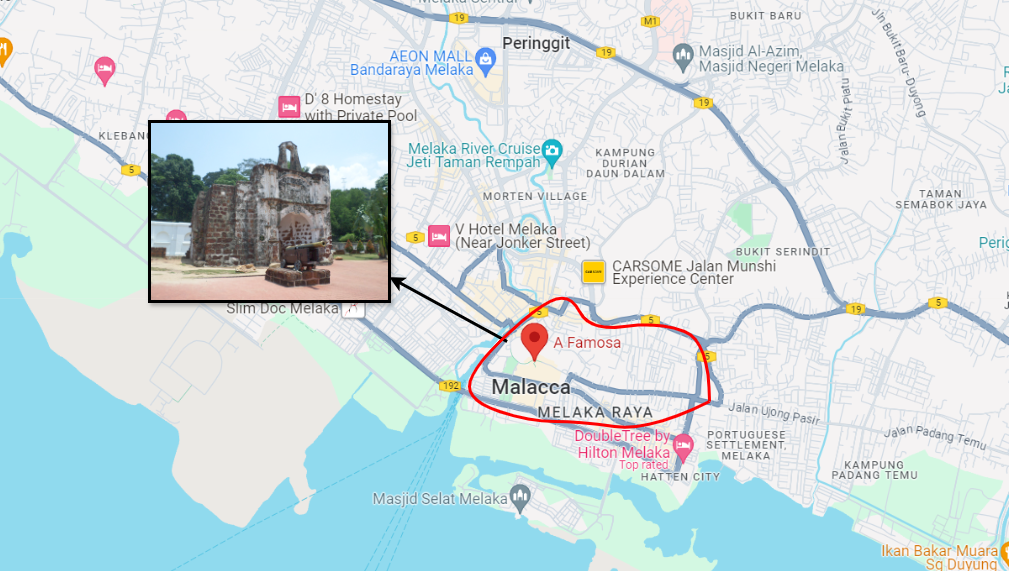 Melaka Sentral
19
M1
BUKIT BARU
Jln Bukit Baru- Duyong
Peringgit
19
AEON MALL
Bandaraya Melaka
Masjid Al-Azim,
Masjid Negeri Melaka
D' 8 Homestay
with Private Pool
19
Jalan Bukit Piatu
KLEBANG
5
Melaka River Cruise
Jeti Taman Rempah
KAMPUNG
DURIAN
DAUN DALAM
MORTEN VILLAGE
TAMAN
SEMABOK JAYA
5
V Hotel Melaka
(Near Jonker Street)
BUKIT SERINDIT
CARSOME Jalan Munshi
Experience Center
Slim Doc Melaka
5
5
19
5
A Famosa
5
192
Malacca
MELAKA RAYA
Jalan Ujong Pasir
DoubleTree by
Hilton Melaka
Top rated
PORTUGUESE
SETTLEMENT,
MELAKA
Jalan Padang Temu
HATTEN CITY
KAMPUNG
PADANG TEMU
Masjid Selat Melaka
Ikan Bakar Muara
Sg Duyung